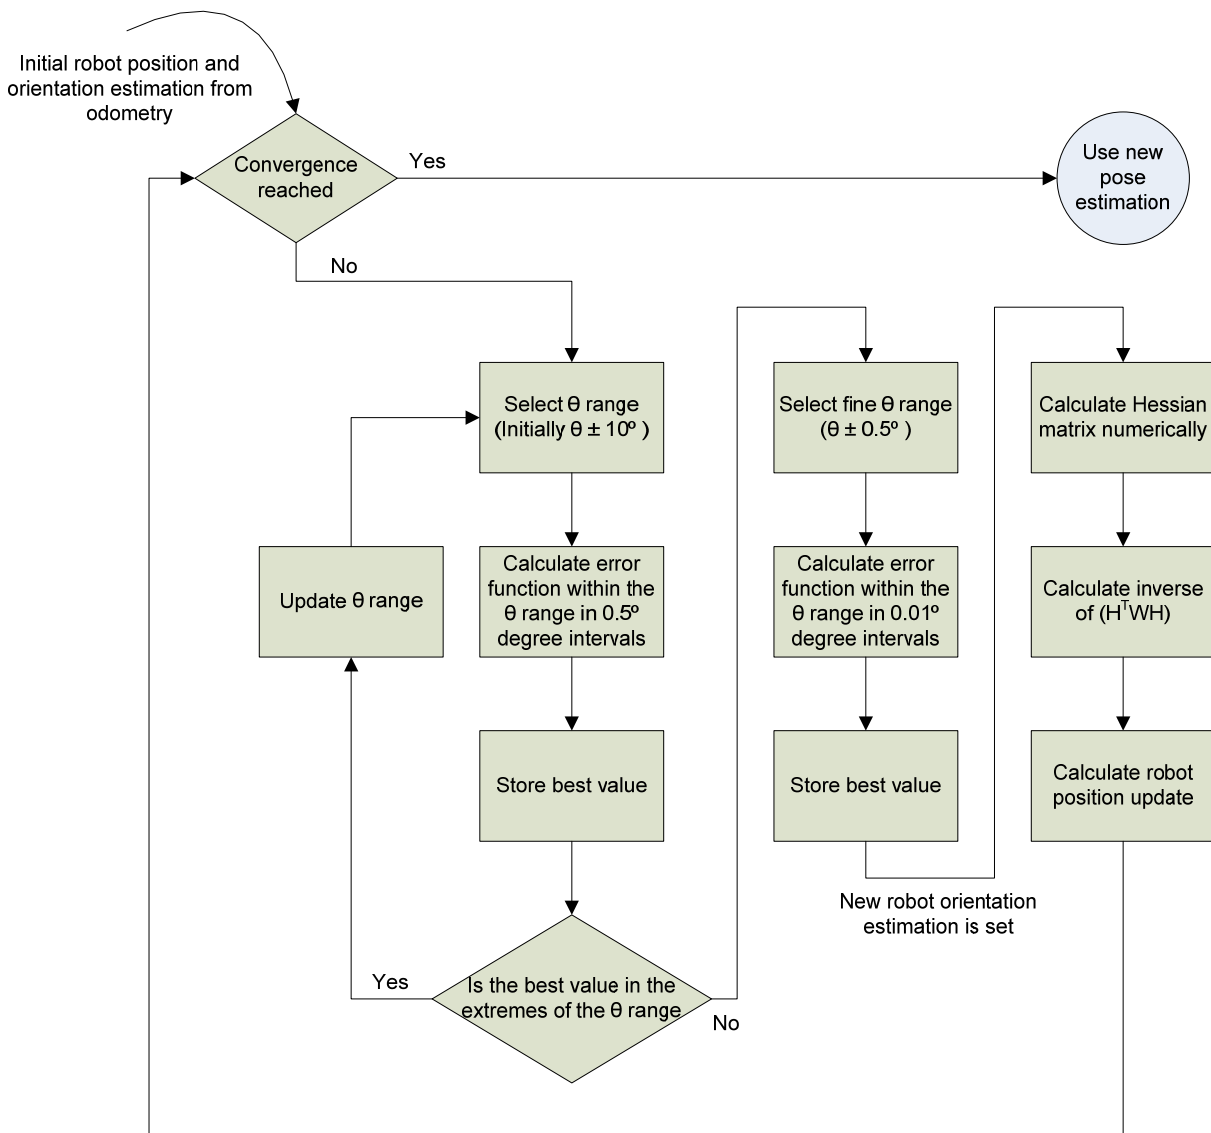 Initial robot position and
orientation estimation from
odometry
Convergence
reached
Yes
Use new
pose
estimation
No
Select θ range
(Initially θ ± 10º )
Select fine θ range
(θ ± 0.5º )
Calculate Hessian
matrix numerically
Update θ range
Calculate error
function within the
θ range in 0.5º
degree intervals
Calculate error
function within the
θ range in 0.01º
degree intervals
Calculate inverse
of (HᵀWH)
Store best value
Store best value
Calculate robot
position update
New robot orientation
estimation is set
Yes
Is the best value in the
extremes of the θ range
No